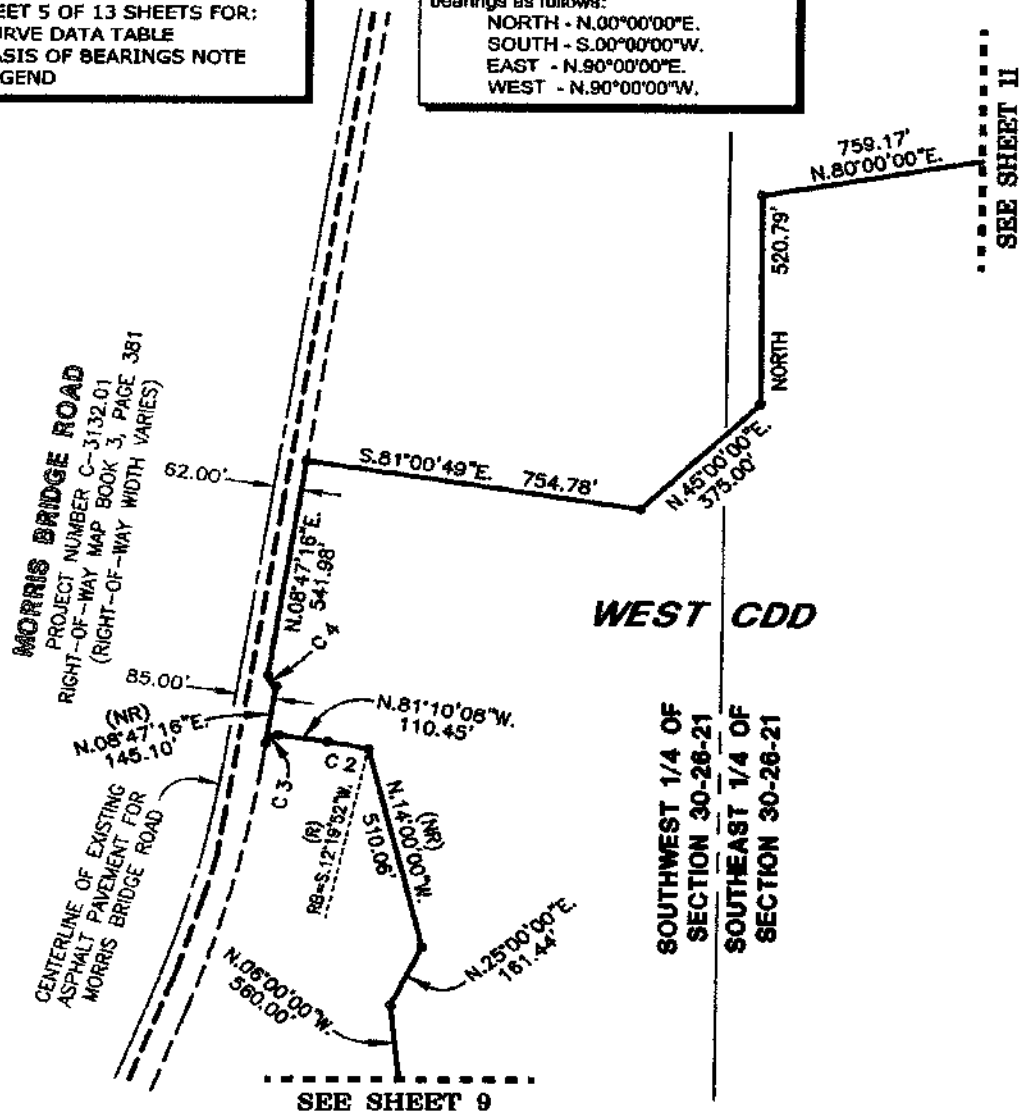 EET 5 OF 13 SHEETS FOR:
URVE DATA TABLE
ASIS OF BEARINGS NOTE
GEND
bearings as follows:
NORTH - N.00°00'00"E.
SOUTH - S.00°00'00"W.
EAST - N.90°00'00"E.
WEST - N.90°00'00"W.
759.17'
N.80°00'00"E.
SEE SHEET 11
520.79'
NORTH
MORRIS BRIDGE ROAD
PROJECT NUMBER C-3132.01
RIGHT-OF-WAY MAP BOOK 3, PAGE 381
(RIGHT-OF-WAY WIDTH VARIES)
62.00'
S.81°00'49"E. 754.78'
N.45°00'00"E.
375.00'
N.08°47'16"E.
541.98'
C 4
WEST CDD
85.00'
(NR)
N.08°47'16"E.
145.10'
N.81°10'06"W.
110.45'
C 2
C 3
(R)
RB=S.12°19'52"W.
(NR)
N.14°00'00"W.
510.06'
CENTERLINE OF EXISTING
ASPHALT PAVEMENT FOR
MORRIS BRIDGE ROAD
SOUTHWEST 1/4 OF
SECTION 30-26-21
SOUTHEAST 1/4 OF
SECTION 30-26-21
N.25°00'00"E.
161.44'
N.06°00'00"W.
560.00'
SEE SHEET 9